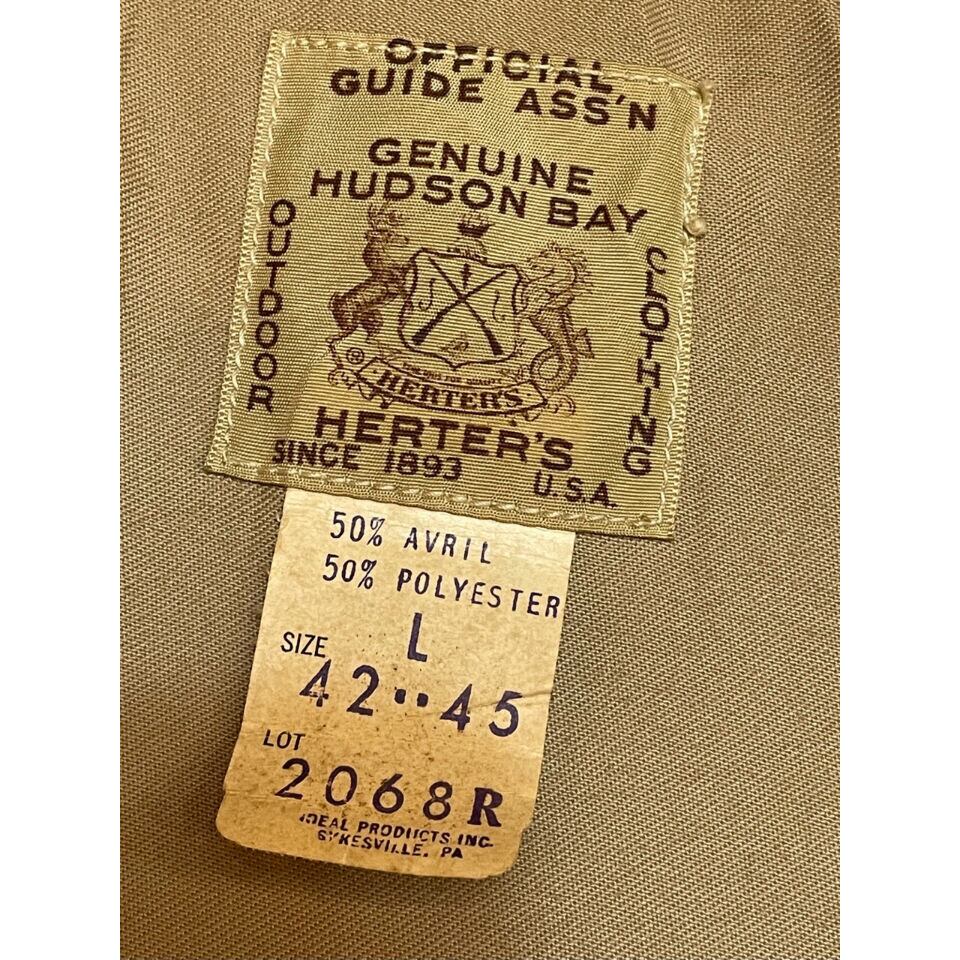 OFFICIAL
GUIDE ASS'N
GENUINE
HUDSON BAY
OUTDOOR
CLOTHING
®
HERTER'S
HERTER'S
SINCE 1893
U.S.A.
50% AVRIL
50% POLYESTER
L
SIZE
42--45
LOT
2068R
IDEAL PRODUCTS INC.
SYKESVILLE, PA